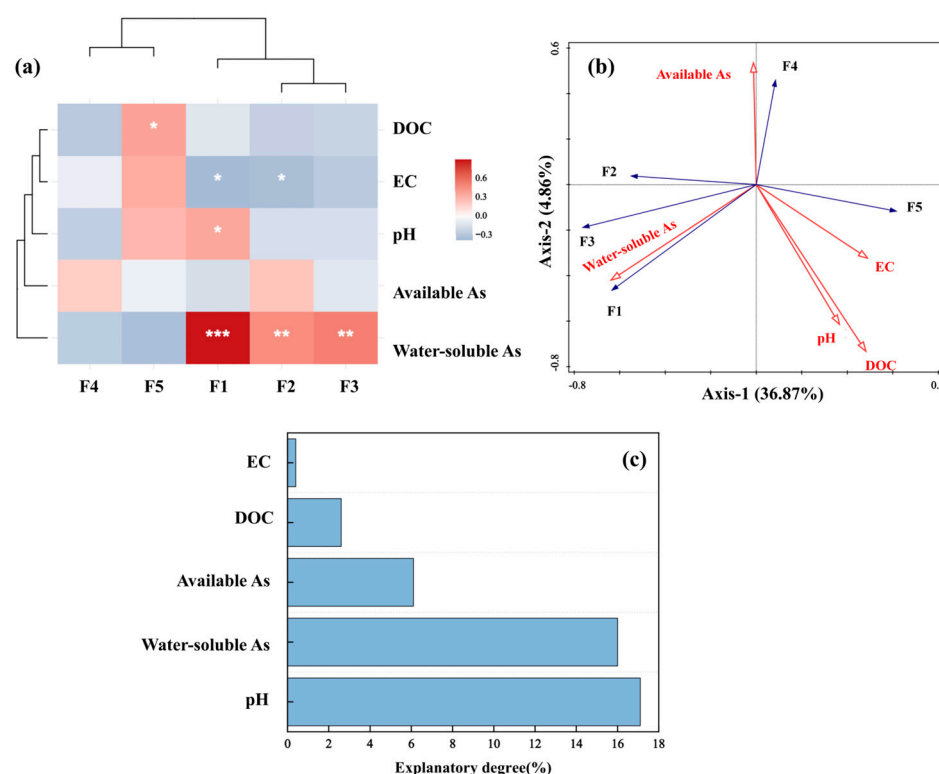 (a)
*
DOC
*
*
EC
*
pH
Available As
***
**
**
Water-soluble As
F4
F5
F1
F2
F3
0.6
0.3
0.0
−0.3
(b)
0.6
Available As
F4
F2
F3
Water-soluble As
F1
F5
EC
pH
DOC
-0.8
-0.8
Axis-2 (4.86%)
Axis-1 (36.87%)
(c)
EC
DOC
Available As
Water-soluble As
pH
0
2
4
6
8
10
12
14
16
18
Explanatory degree(%)